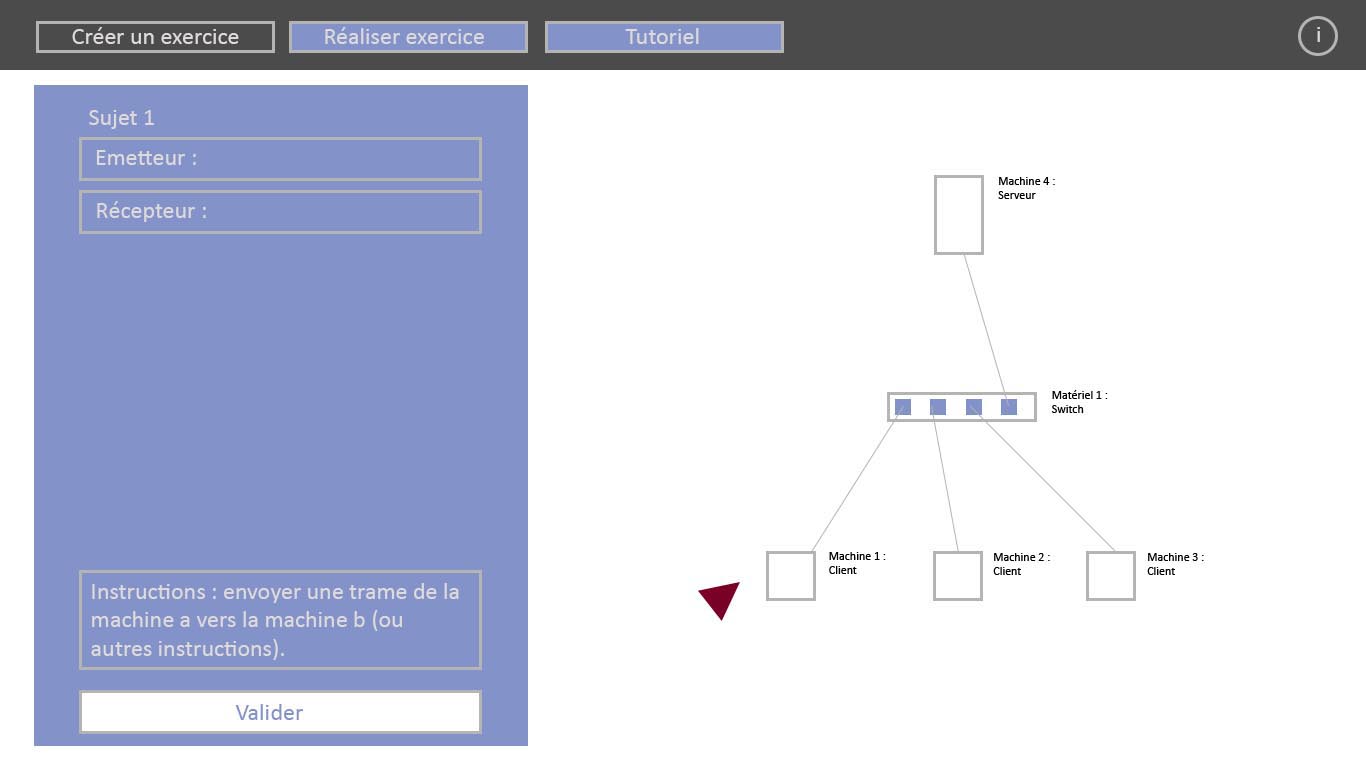 Créer un exercice
Réaliser exercice
Tutoriel
i
Sujet 1
Emetteur :
Récepteur :
Instructions : envoyer une trame de la
machine a vers la machine b (ou
autres instructions).
Valider
Machine 4 :
Serveur
Matériel 1 :
Switch
Machine 1 :
Client
Machine 2 :
Client
Machine 3 :
Client